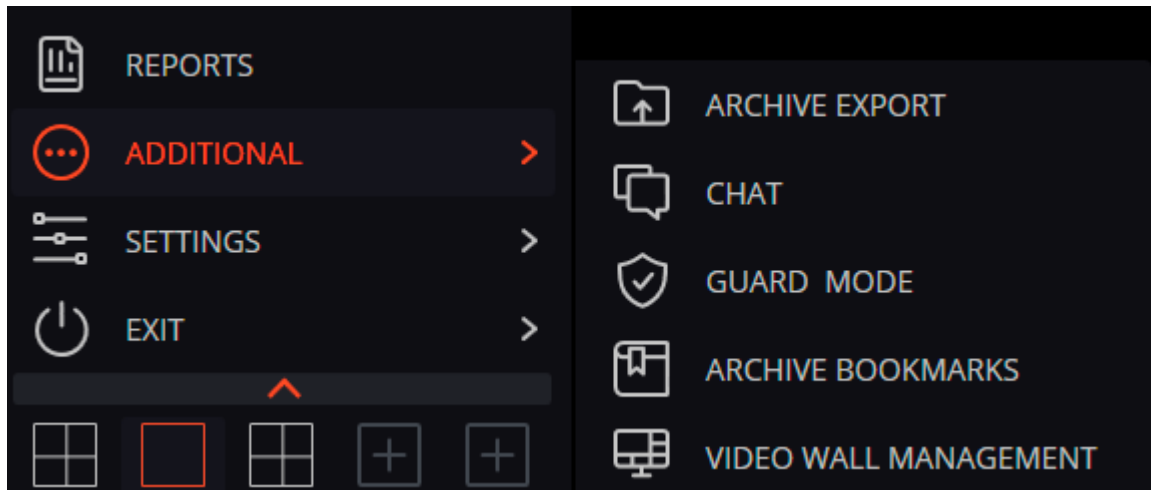 REPORTS
ADDITIONAL
SETTINGS
EXIT
ARCHIVE EXPORT
CHAT
GUARD MODE
ARCHIVE BOOKMARKS
VIDEO WALL MANAGEMENT